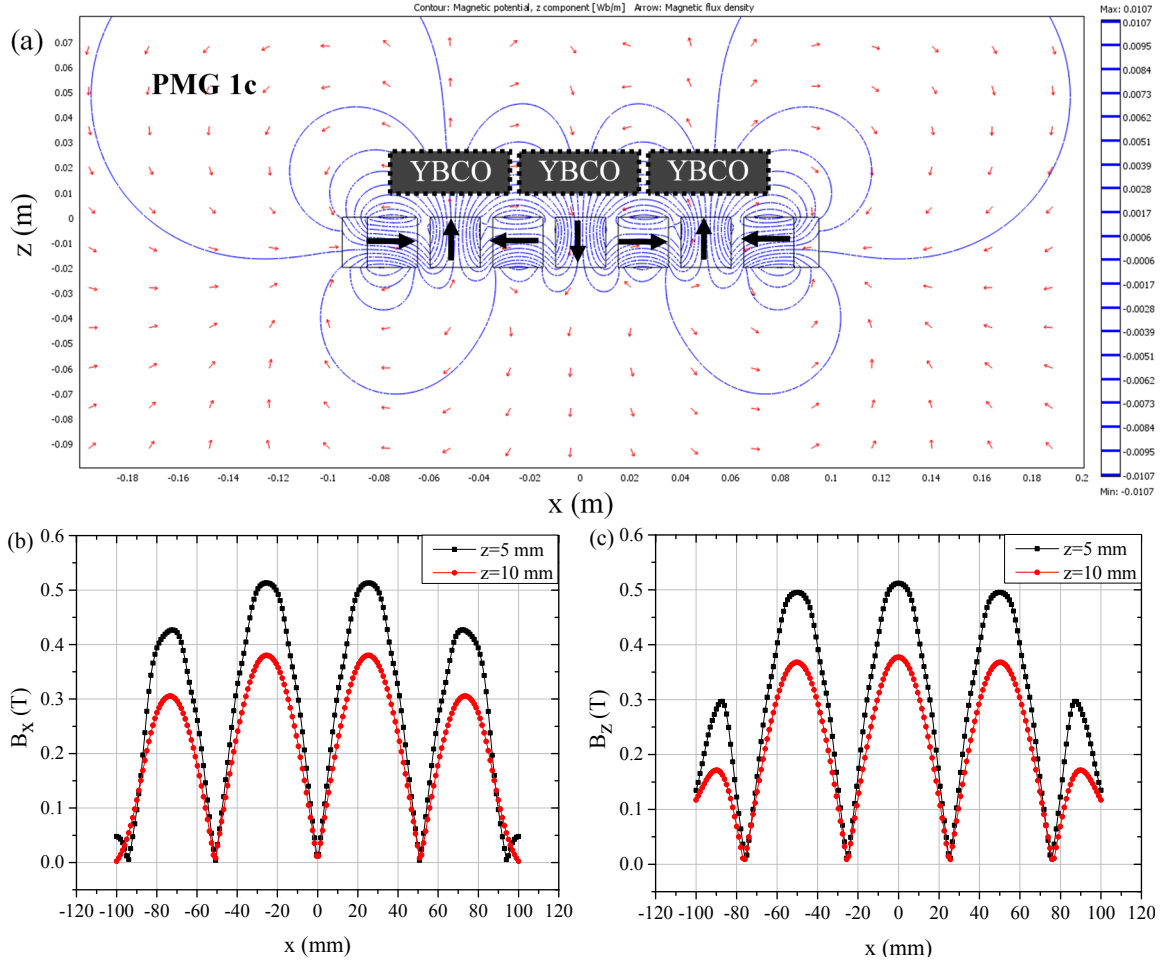 Contour: Magnetic potential, z component [Wb/m] Arrow: Magnetic flux density
Max: 0.0107
(a)
PMG 1c
YBCO YBCO YBCO
0.07
0.06
0.05
0.04
0.03
0.02
0.01
0
-0.01
-0.02
-0.03
-0.04
-0.05
-0.06
-0.07
-0.08
-0.09
z (m)
-0.18 -0.16 -0.14 -0.12 -0.1 -0.08 -0.06 -0.04 -0.02 0 0.02 0.04 0.06 0.08 0.1 0.12 0.14 0.16 0.18 0.2
x (m)
0.0107
0.0095
0.0084
0.0073
0.0062
0.0051
0.0039
0.0028
0.0017
0.0006
-0.0006
-0.0017
-0.0028
-0.0039
-0.0051
-0.0062
-0.0073
-0.0084
-0.0095
-0.0107
Min: -0.0107
(b)
z=5 mm
z=10 mm
0.6
0.5
0.4
0.3
0.2
0.1
0.0
B_x (T)
-120 -100 -80 -60 -40 -20 0 20 40 60 80 100 120
x (mm)
(c)
z=5 mm
z=10 mm
0.6
0.5
0.4
0.3
0.2
0.1
0.0
B_z (T)
-120 -100 -80 -60 -40 -20 0 20 40 60 80 100 120
x (mm)